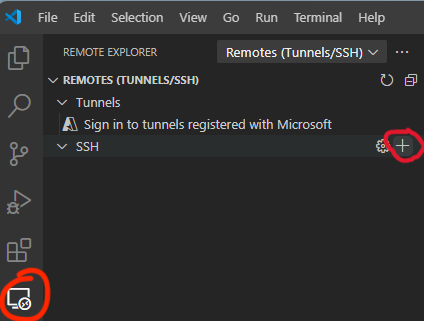 File Edit Selection View Go Run Terminal Help
REMOTE EXPLORER Remotes (Tunnels/SSH)
REMOTES (TUNNELS/SSH)
Tunnels
Sign in to tunnels registered with Microsoft
SSH